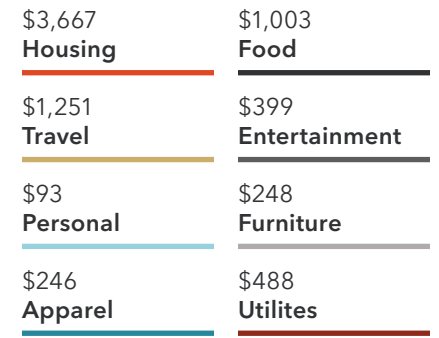 $3,667
Housing
$1,003
Food
$1,251
Travel
$399
Entertainment
$93
Personal
$248
Furniture
$246
Apparel
$488
Utilites